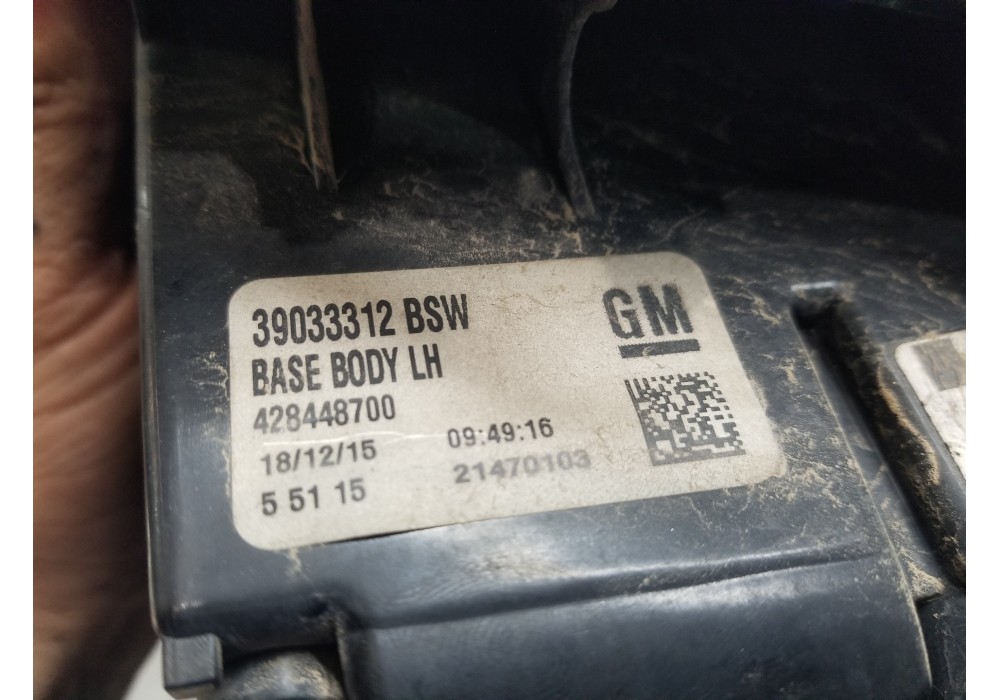 39033312 BSW
GM
BASE BODY LH
428448700
18/12/15 09:49:16
5 51 15 21470103